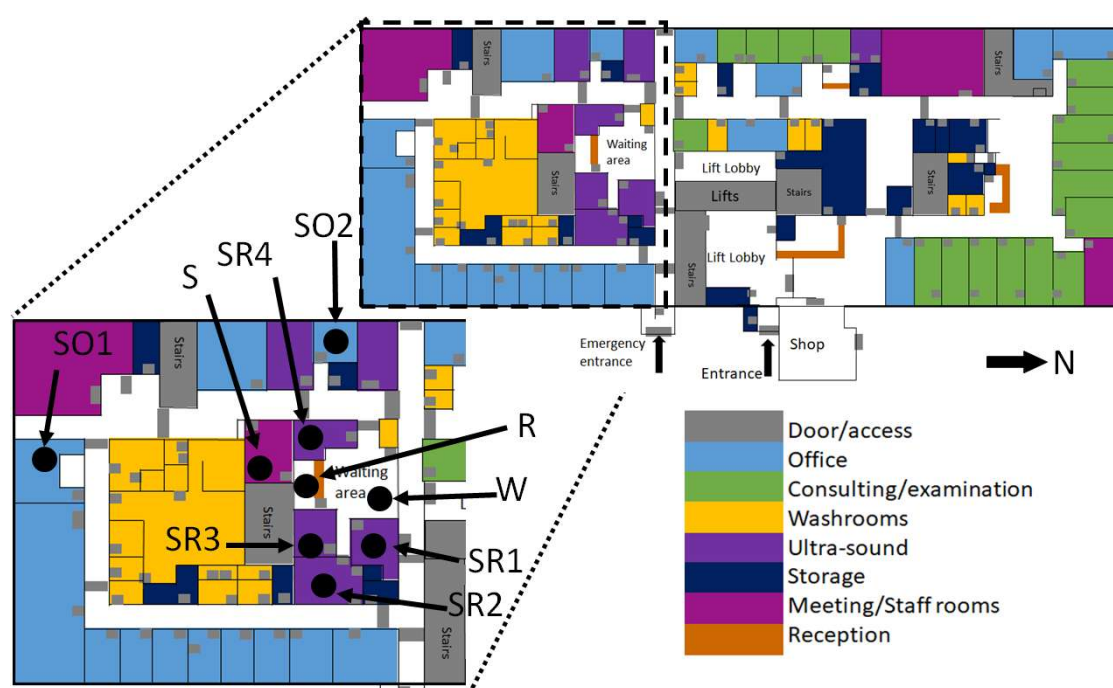 Stairs
Stairs
Waiting
area
Lift Lobby
Lifts
Stairs
Stairs
SO2
SR4
S
Lift Lobby
Stairs
SO1
Stairs
Emergency
entrance
Entrance
Shop
N
R
Waiting
area
W
Stairs
SR3
SR1
SR2
Stairs
Door/access
Office
Consulting/examination
Washrooms
Ultra-sound
Storage
Meeting/Staff rooms
Reception